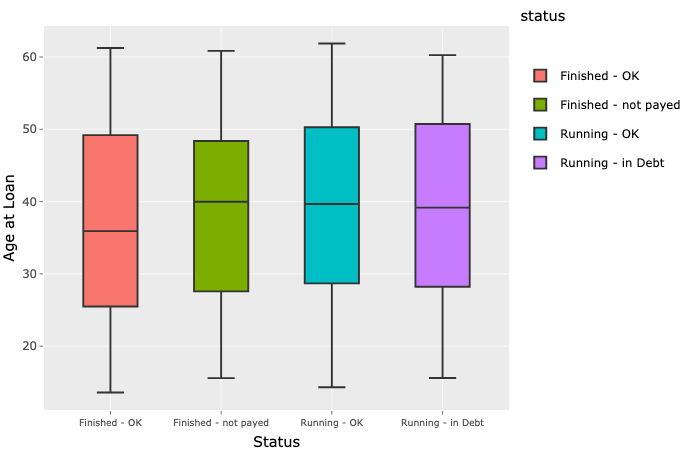 status
Finished - OK
Finished - not payed
Running - OK
Running - in Debt
Age at Loan
60
50
40
30
20
Finished - OK
Finished - not payed
Running - OK
Running - in Debt
Status